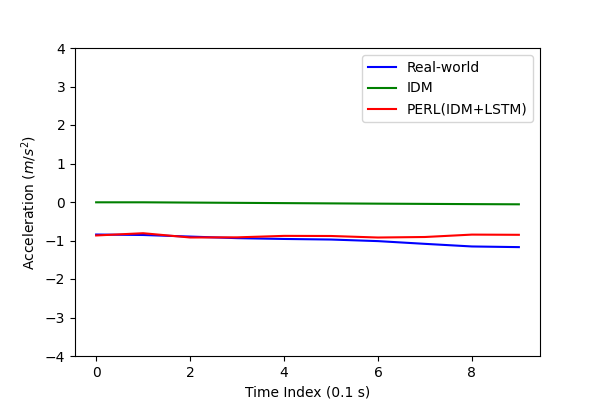 4
3
2
1
0
−1
−2
−3
−4
Acceleration (m/s²)
0
2
4
6
8
Time Index (0.1 s)
Real-world
IDM
PERL(IDM+LSTM)